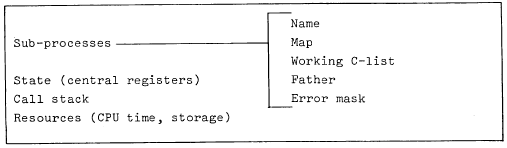 Name
Sub-processes
Map
Working C-list
State (central registers)
Father
Call stack
Error mask
Resources (CPU time, storage)